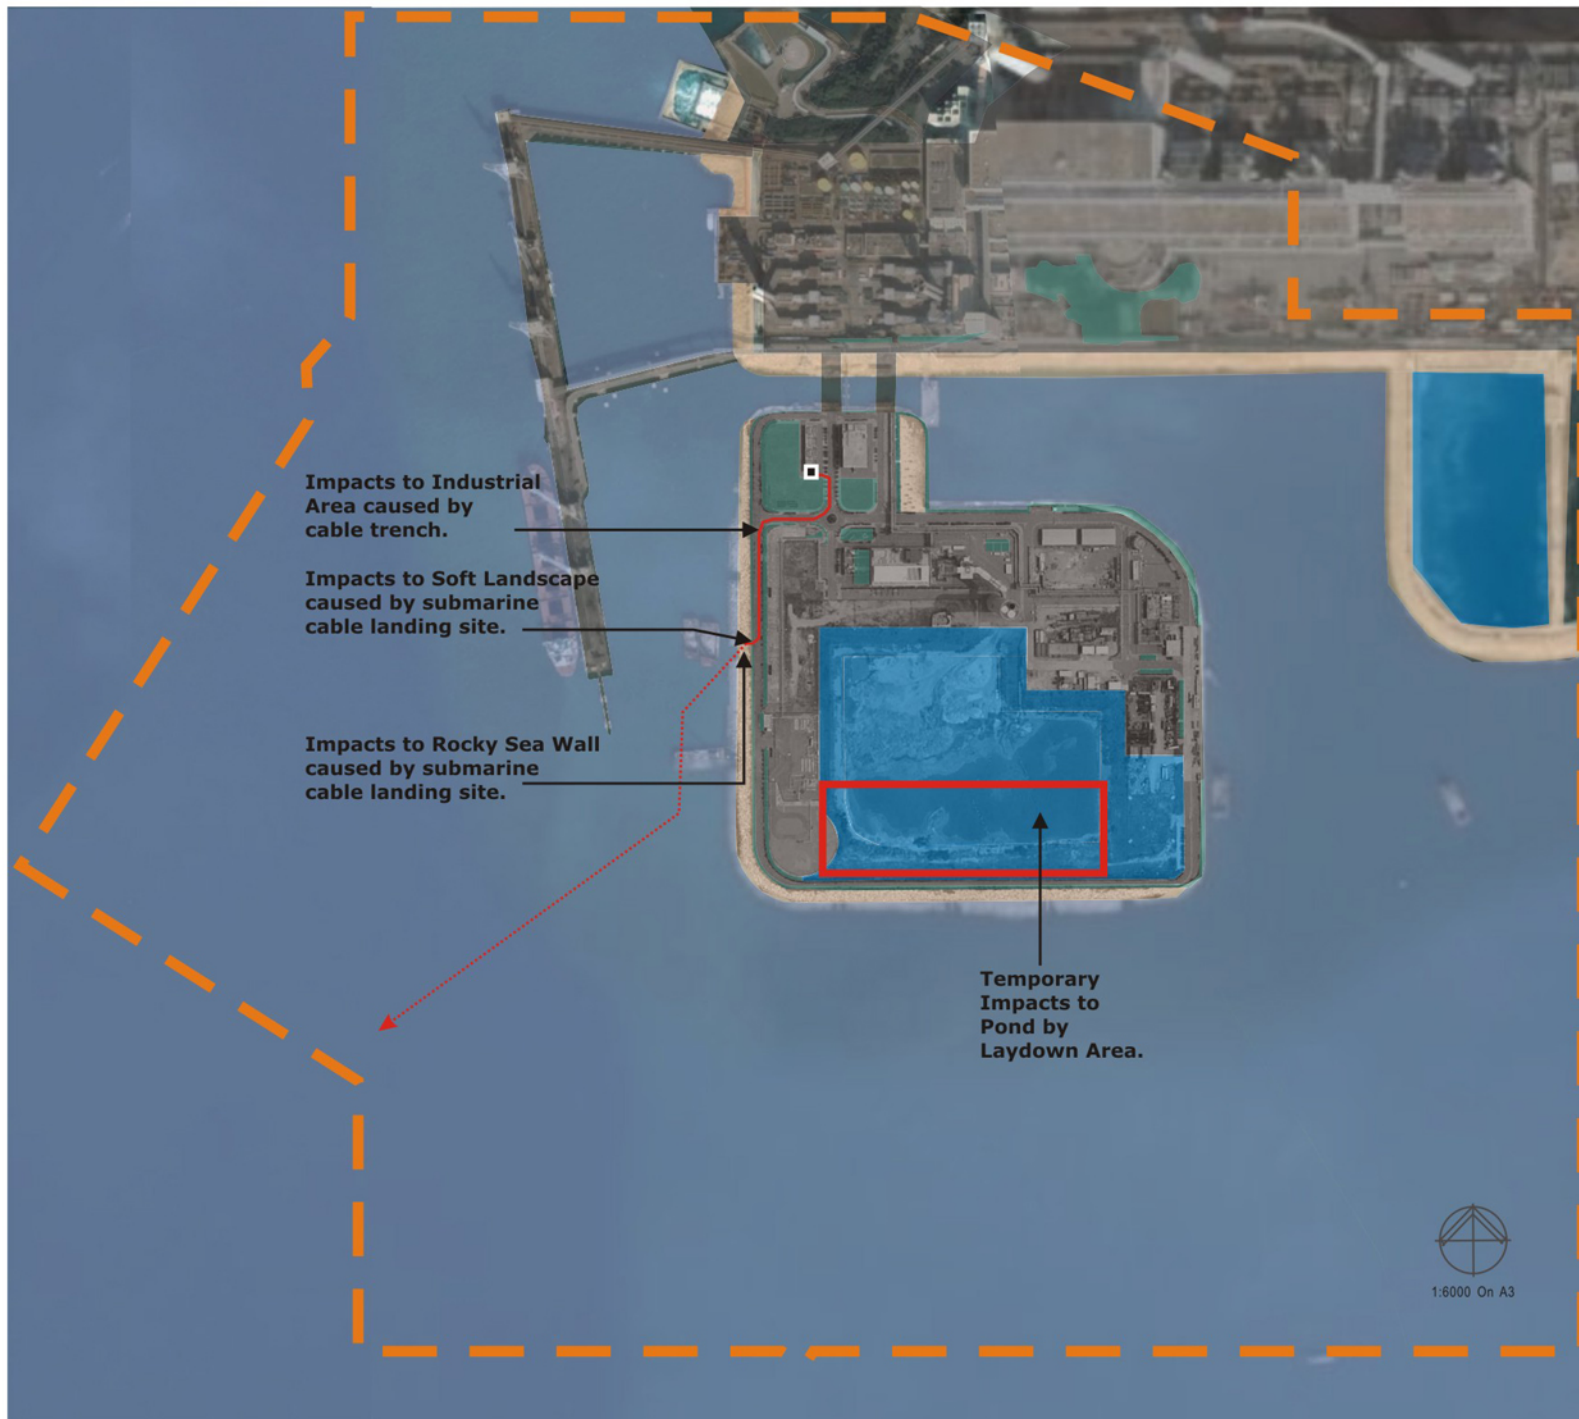 Impacts to Industrial
Area caused by
cable trench.
Impacts to Soft Landscape
caused by submarine
cable landing site.
Impacts to Rocky Sea Wall
caused by submarine
cable landing site.
Temporary
Impacts to
Pond by
Laydown Area.
1:6000 On A3